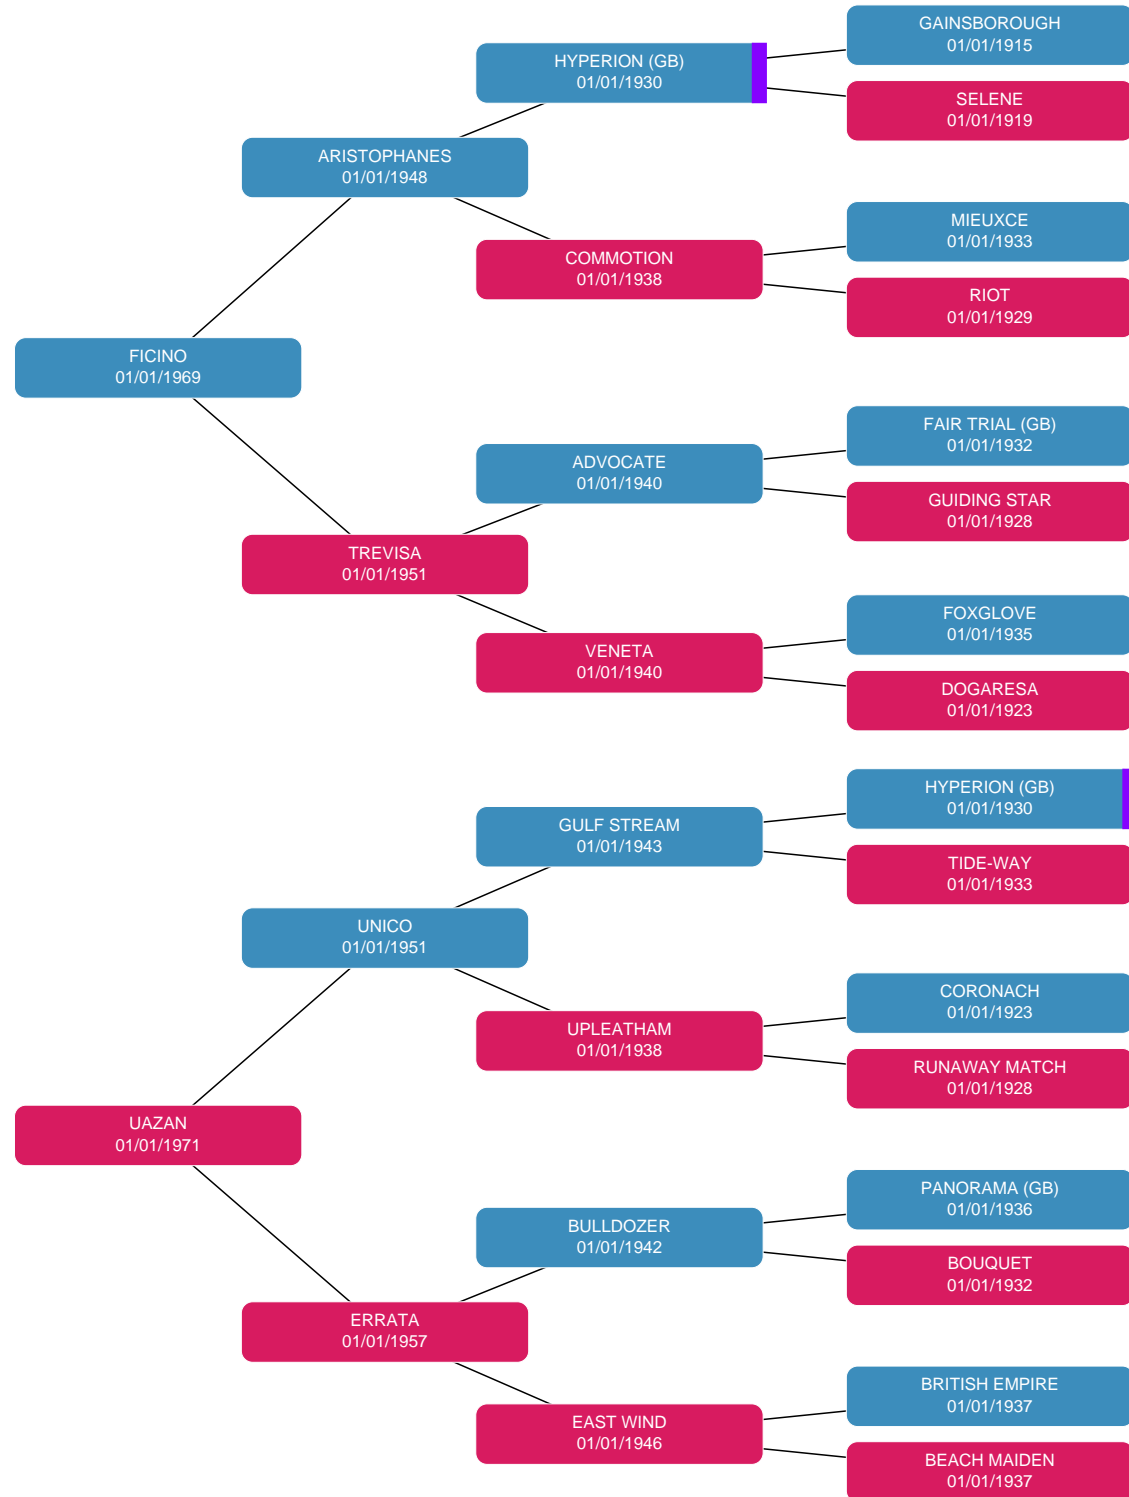 GAINSBOROUGH
01/01/1915
HYPERION (GB)
01/01/1930
SELENE
01/01/1919
ARISTOPHANES
01/01/1948
MIEUXCE
01/01/1933
COMMOTION
01/01/1938
RIOT
01/01/1929
FICINO
01/01/1969
FAIR TRIAL (GB)
01/01/1932
ADVOCATE
01/01/1940
GUIDING STAR
01/01/1928
TREVISA
01/01/1951
FOXGLOVE
01/01/1935
VENETA
01/01/1940
DOGARESA
01/01/1923
HYPERION (GB)
01/01/1930
GULF STREAM
01/01/1943
TIDE-WAY
01/01/1933
UNICO
01/01/1951
CORONACH
01/01/1923
UPLEATHAM
01/01/1938
RUNAWAY MATCH
01/01/1928
UAZAN
01/01/1971
PANORAMA (GB)
01/01/1936
BULLDOZER
01/01/1942
BOUQUET
01/01/1932
ERRATA
01/01/1957
BRITISH EMPIRE
01/01/1937
EAST WIND
01/01/1946
BEACH MAIDEN
01/01/1937